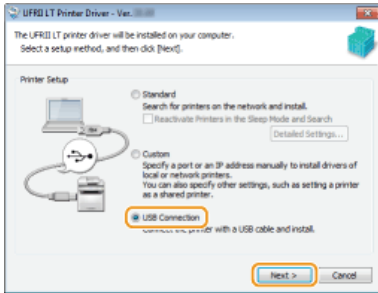 UFRII LT Printer Driver - Ver.
The UFRII LT printer driver will be installed on your computer.
Select a setup method, and then click [Next].
Printer Setup
Standard
Search for printers on the network and install.
Reactivate Printers in the Sleep Mode and Search
Detailed Settings...
Custom
Specify a port or an IP address manually to install drivers of
local or network printers.
You can also specify other settings, such as setting a printer
as a shared printer.
USB Connection
Connect the printer with a USB cable and install.
Next >
Cancel